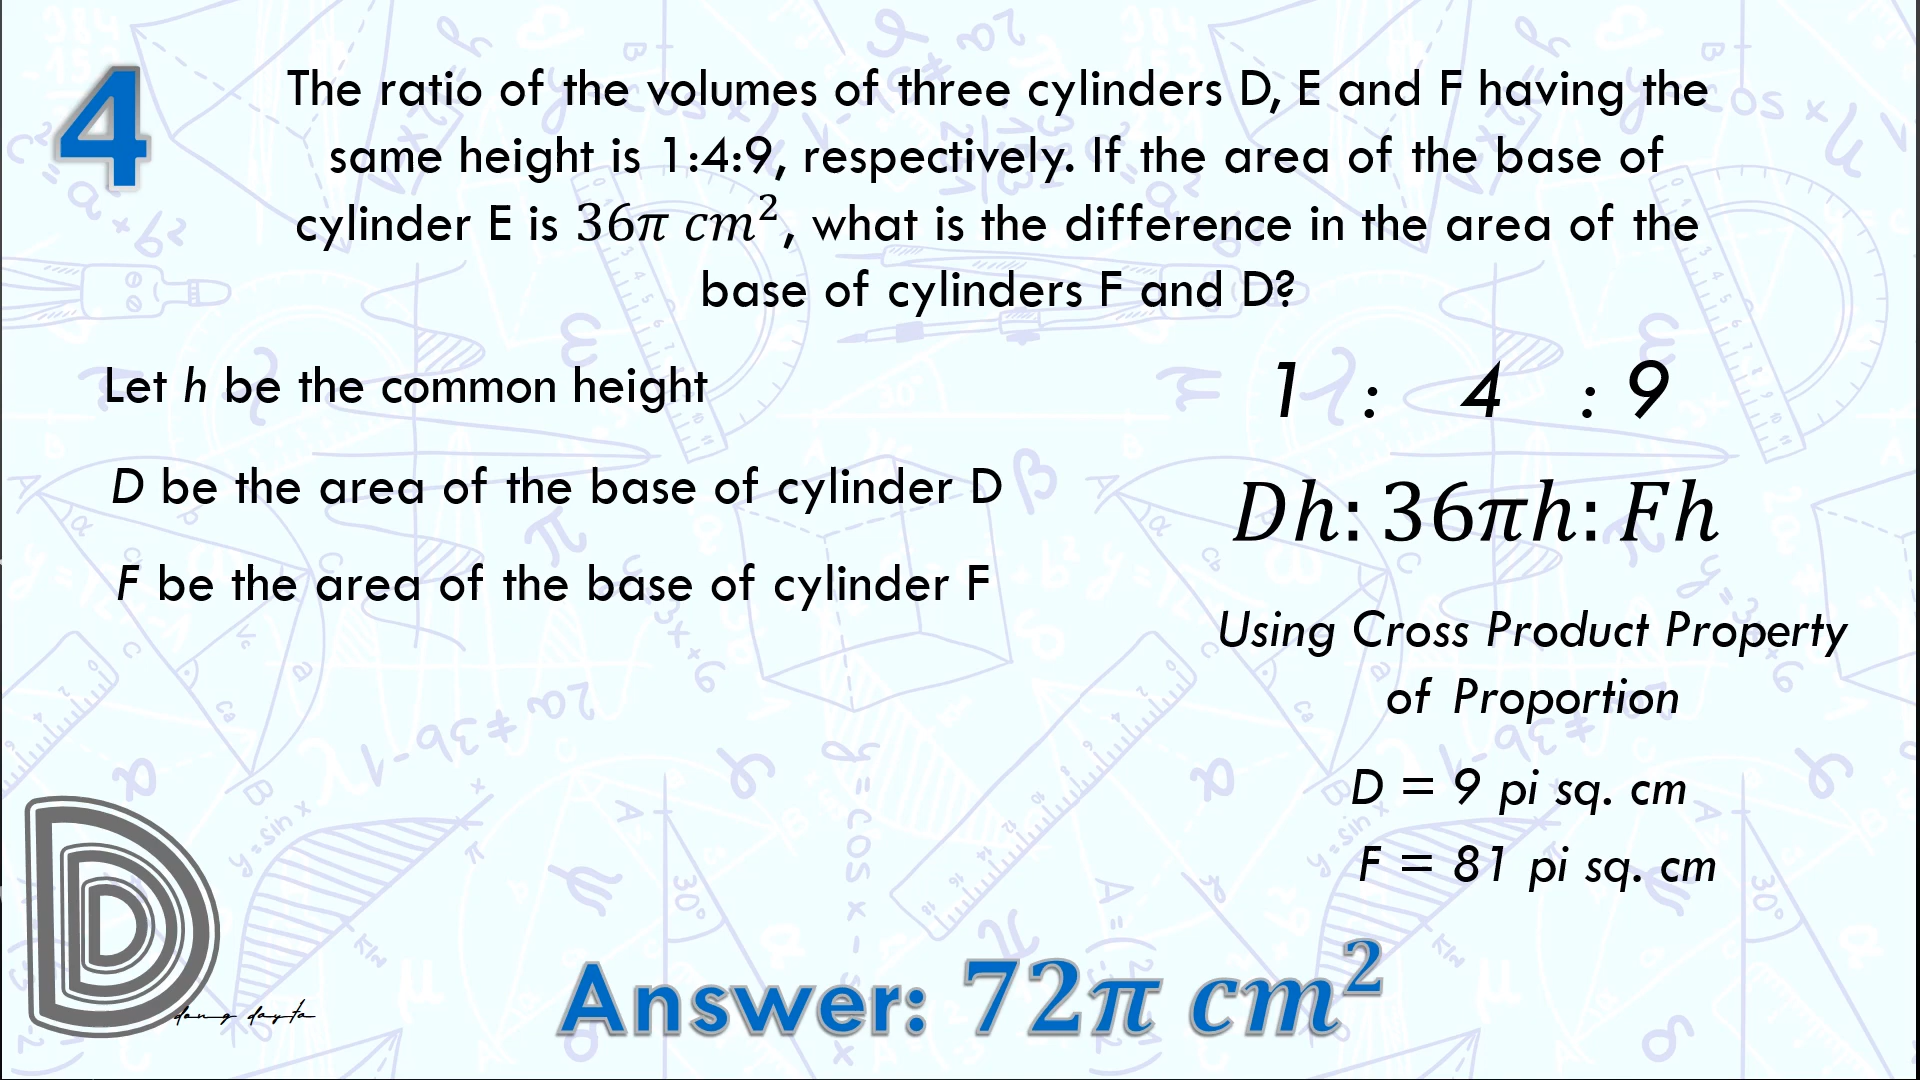 4
The ratio of the volumes of three cylinders D, E and F having the
same height is 1:4:9, respectively. If the area of the base of
cylinder E is 36π cm², what is the difference in the area of the
base of cylinders F and D?
Let h be the common height
D be the area of the base of cylinder D
F be the area of the base of cylinder F
1 : 4 : 9
Dh: 36πh: Fh
Using Cross Product Property
of Proportion
D = 9 pi sq. cm
F = 81 pi sq. cm
Answer: 72π cm²
D
dong dayta